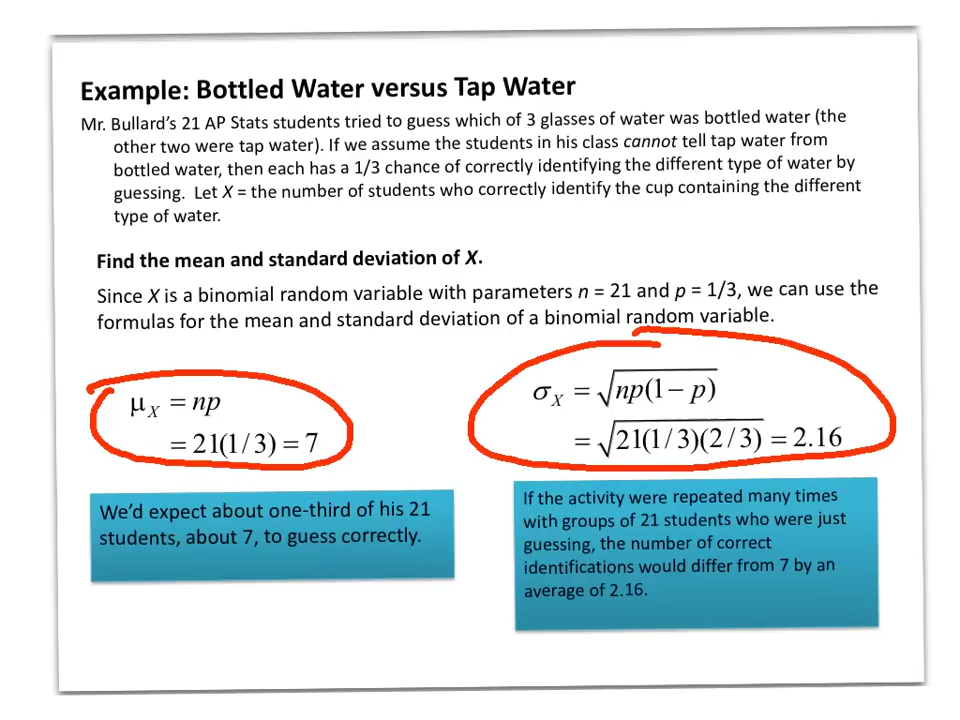 Example: Bottled Water versus Tap Water
Mr. Bullard's 21 AP Stats students tried to guess which of 3 glasses of water was bottled water (the
other two were tap water). If we assume the students in his class cannot tell tap water from
bottled water, then each has a 1/3 chance of correctly identifying the different type of water by
guessing. Let X = the number of students who correctly identify the cup containing the different
type of water.
Find the mean and standard deviation of X.
Since X is a binomial random variable with parameters n = 21 and p = 1/3, we can use the
formulas for the mean and standard deviation of a binomial random variable.
μ_X = np
= 21(1/3) = 7
σ_X = √np(1 − p)
= √21(1/3)(2/3) = 2.16
We'd expect about one-third of his 21
students, about 7, to guess correctly.
If the activity were repeated many times
with groups of 21 students who were just
guessing, the number of correct
identifications would differ from 7 by an
average of 2.16.